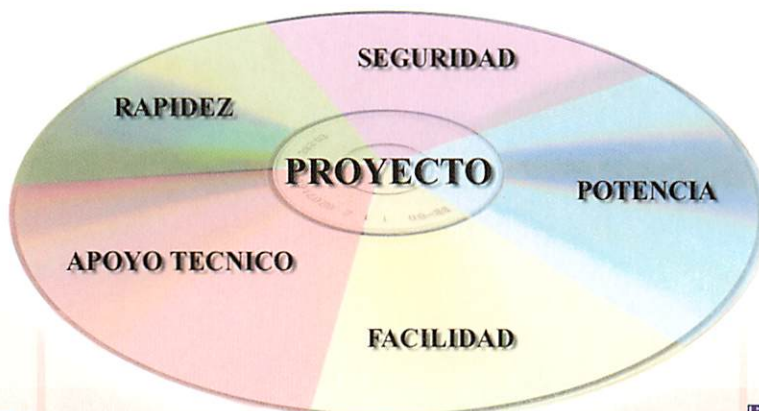 SEGURIDAD
RAPIDEZ
PROYECTO
POTENCIA
APOYO TECNICO
FACILIDAD